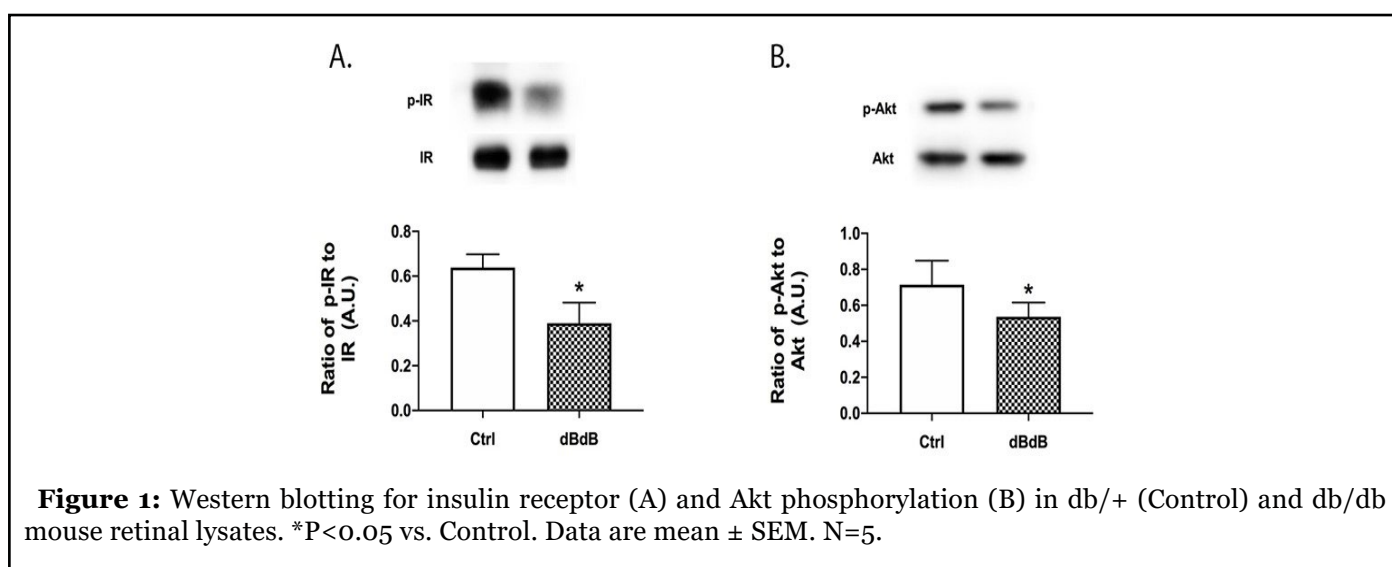 A.
p-IR
IR
Ratio of p-IR to
IR (A.U.)
0.8
0.6
0.4
0.2
0.0
*
Ctrl
dBdB
B.
p-Akt
Akt
Ratio of p-Akt to
Akt (A.U.)
1.0
0.8
0.6
0.4
0.2
0.0
*
Ctrl
dBdB
Figure 1: Western blotting for insulin receptor (A) and Akt phosphorylation (B) in db/+ (Control) and db/db
mouse retinal lysates. *P<0.05 vs. Control. Data are mean ± SEM. N=5.